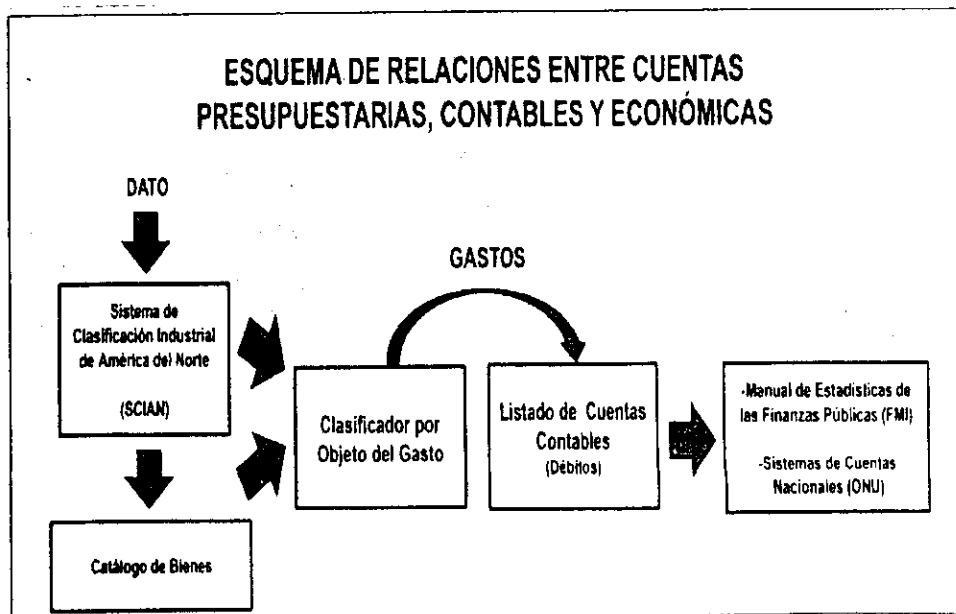 ESQUEMA DE RELACIONES ENTRE CUENTAS
PRESUPUESTARIAS, CONTABLES Y ECONÓMICAS
DATO
GASTOS
Sistema de
Clasificación Industrial
de América del Norte
(SCIAN)
Clasificador por
Objeto del Gasto
Listado de Cuentas
Contables
(Débitos)
-Manual de Estadísticas de
las Finanzas Públicas (FMI)
-Sistemas de Cuentas
Nacionales (ONU)
Catálogo de Bienes